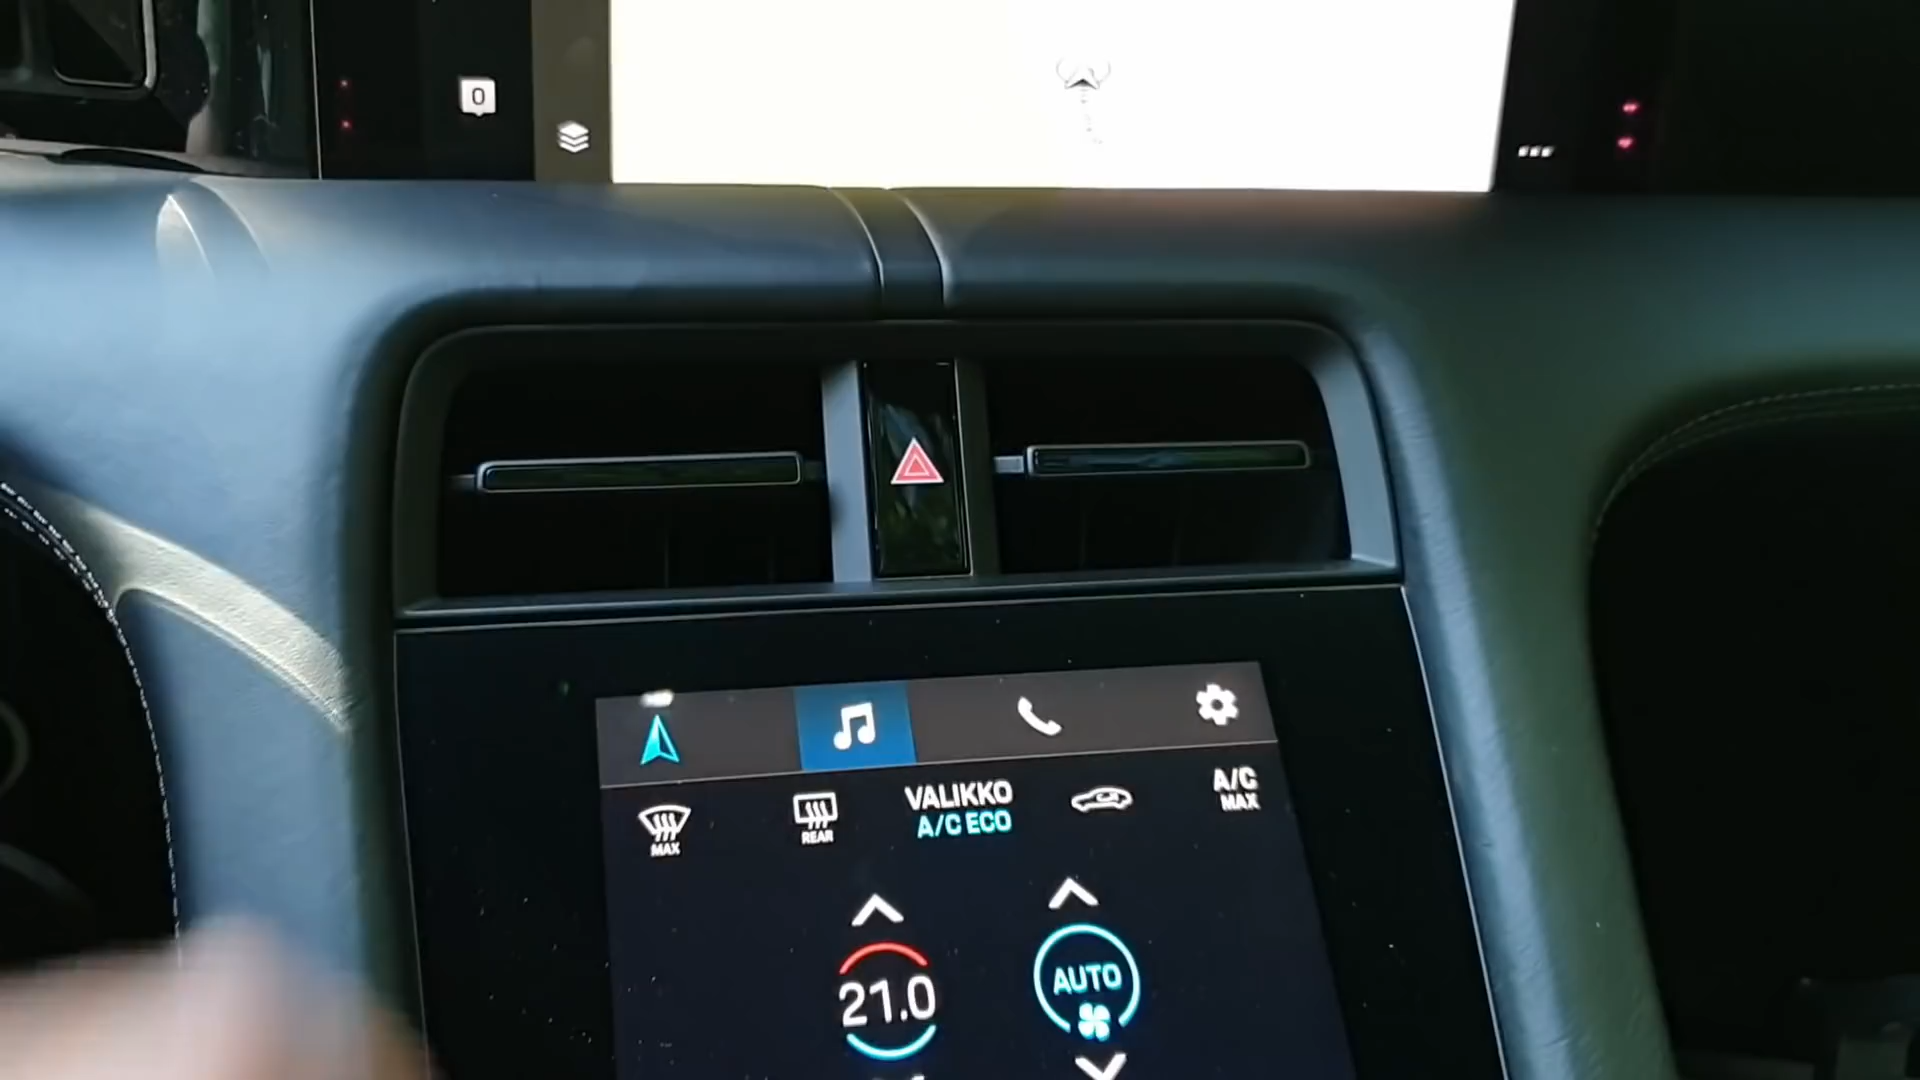 0
VALIKKO
A/C ECO
A/C
MAX
MAX
REAR
21.0
AUTO